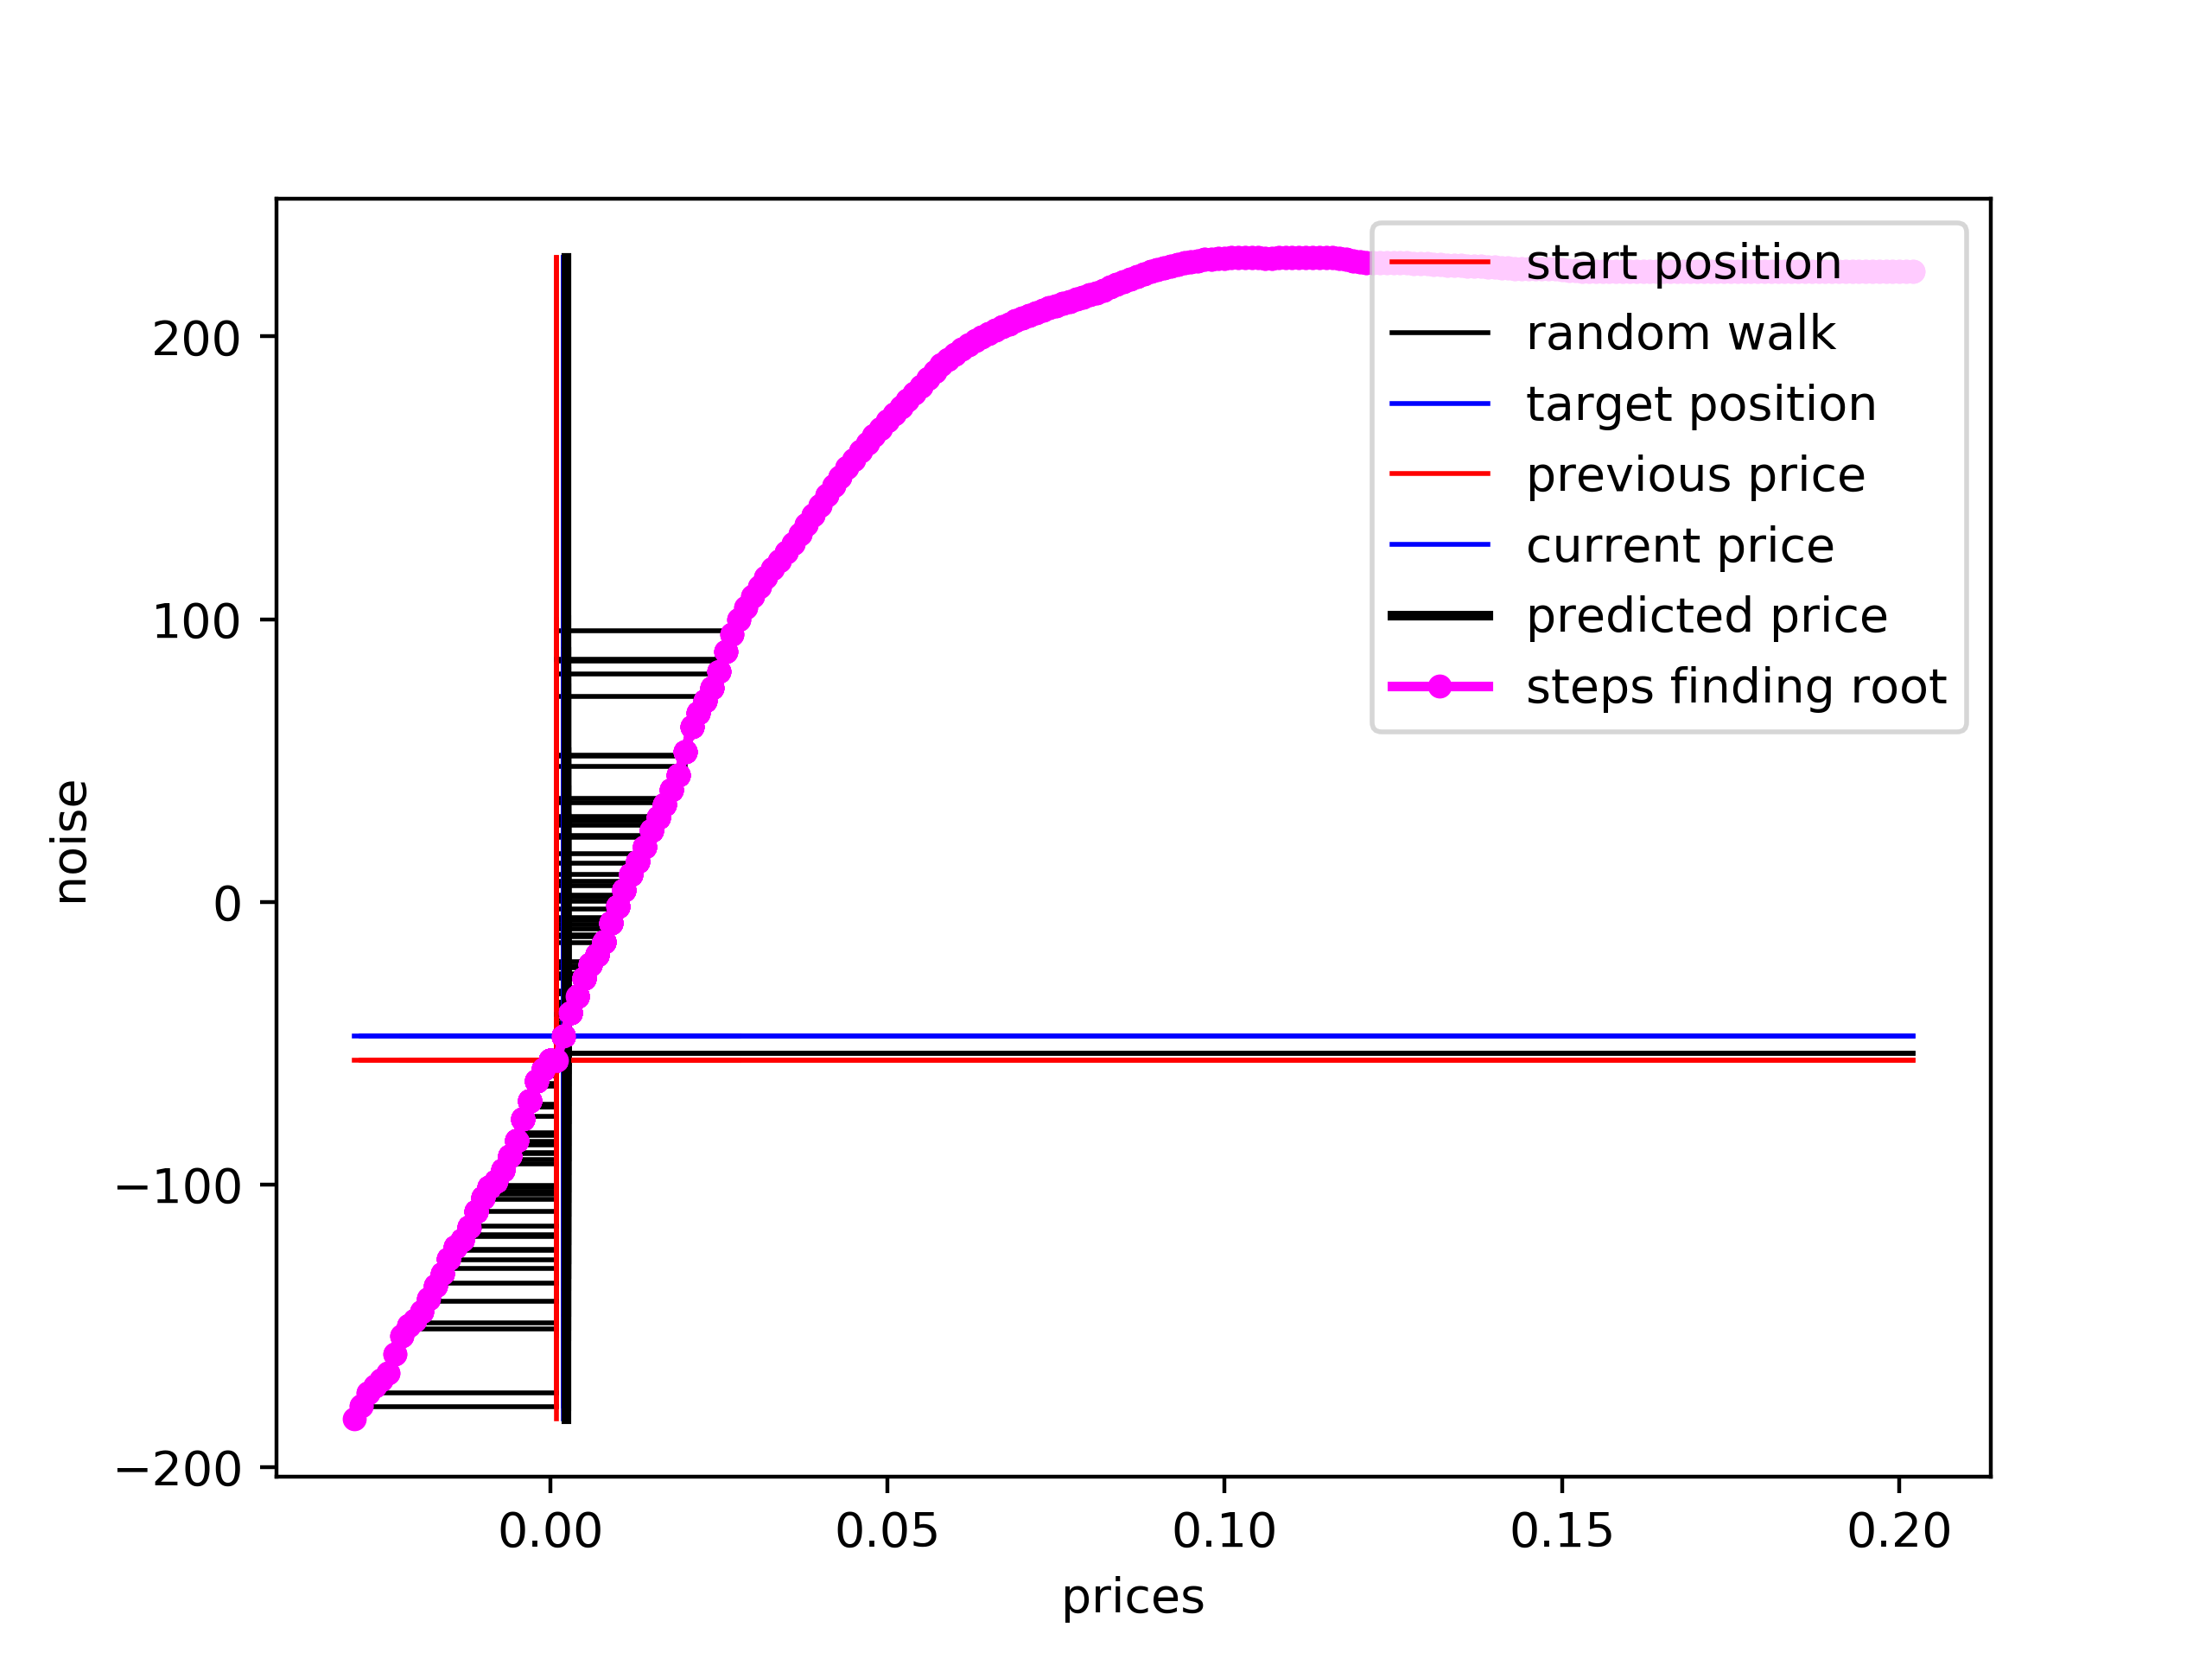 start position
random walk
target position
previous price
current price
predicted price
steps finding root
200
100
0
−100
−200
noise
0.00 0.05 0.10 0.15 0.20
prices